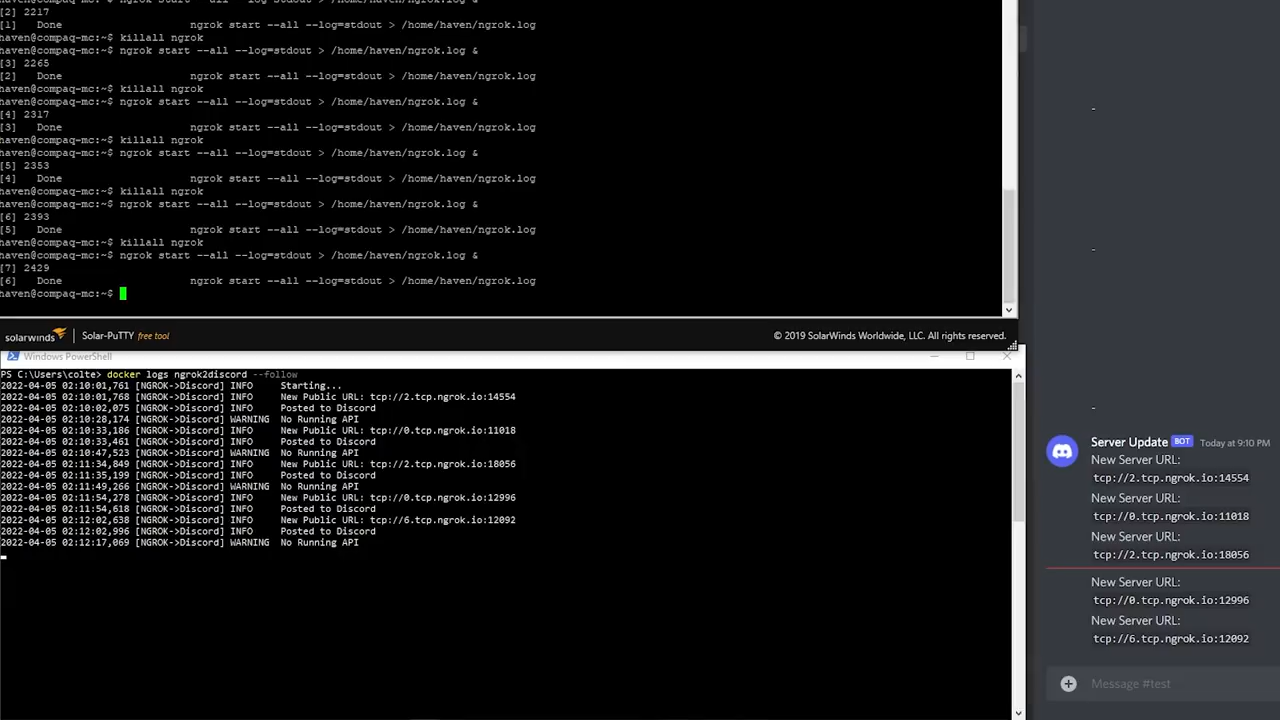 haven@compaq-mc:~$ ngrok start --all --log=stdout > /home/haven/ngrok.log &
[2] 2217
[1]   Done                    ngrok start --all --log=stdout > /home/haven/ngrok.log
haven@compaq-mc:~$ killall ngrok
haven@compaq-mc:~$ ngrok start --all --log=stdout > /home/haven/ngrok.log &
[3] 2265
[2]   Done                    ngrok start --all --log=stdout > /home/haven/ngrok.log
haven@compaq-mc:~$ killall ngrok
haven@compaq-mc:~$ ngrok start --all --log=stdout > /home/haven/ngrok.log &
[4] 2317
[3]   Done                    ngrok start --all --log=stdout > /home/haven/ngrok.log
haven@compaq-mc:~$ killall ngrok
haven@compaq-mc:~$ ngrok start --all --log=stdout > /home/haven/ngrok.log &
[5] 2353
[4]   Done                    ngrok start --all --log=stdout > /home/haven/ngrok.log
haven@compaq-mc:~$ killall ngrok
haven@compaq-mc:~$ ngrok start --all --log=stdout > /home/haven/ngrok.log &
[6] 2393
[5]   Done                    ngrok start --all --log=stdout > /home/haven/ngrok.log
haven@compaq-mc:~$ killall ngrok
haven@compaq-mc:~$ ngrok start --all --log=stdout > /home/haven/ngrok.log &
[7] 2429
[6]   Done                    ngrok start --all --log=stdout > /home/haven/ngrok.log
haven@compaq-mc:~$
solarwinds Solar-PuTTY free tool © 2019 SolarWinds Worldwide, LLC. All rights reserved.
Windows PowerShell
PS C:\Users\colte> docker logs ngrok2discord --follow
2022-04-05 02:10:01,761 [NGROK->Discord] INFO     Starting...
2022-04-05 02:10:01,768 [NGROK->Discord] INFO     New Public URL: tcp://2.tcp.ngrok.io:14554
2022-04-05 02:10:02,075 [NGROK->Discord] INFO     Posted to Discord
2022-04-05 02:10:28,174 [NGROK->Discord] WARNING  No Running API
2022-04-05 02:10:33,186 [NGROK->Discord] INFO     New Public URL: tcp://0.tcp.ngrok.io:11018
2022-04-05 02:10:33,461 [NGROK->Discord] INFO     Posted to Discord
2022-04-05 02:10:47,523 [NGROK->Discord] WARNING  No Running API
2022-04-05 02:11:34,849 [NGROK->Discord] INFO     New Public URL: tcp://2.tcp.ngrok.io:18056
2022-04-05 02:11:35,199 [NGROK->Discord] INFO     Posted to Discord
2022-04-05 02:11:49,266 [NGROK->Discord] WARNING  No Running API
2022-04-05 02:11:54,278 [NGROK->Discord] INFO     New Public URL: tcp://0.tcp.ngrok.io:12996
2022-04-05 02:11:54,618 [NGROK->Discord] INFO     Posted to Discord
2022-04-05 02:12:02,638 [NGROK->Discord] INFO     New Public URL: tcp://6.tcp.ngrok.io:12092
2022-04-05 02:12:02,996 [NGROK->Discord] INFO     Posted to Discord
2022-04-05 02:12:17,069 [NGROK->Discord] WARNING  No Running API
-
-
-
Server Update BOT Today at 9:10 PM
New Server URL:
tcp://2.tcp.ngrok.io:14554
New Server URL:
tcp://0.tcp.ngrok.io:11018
New Server URL:
tcp://2.tcp.ngrok.io:18056
New Server URL:
tcp://0.tcp.ngrok.io:12996
New Server URL:
tcp://6.tcp.ngrok.io:12092
Message #test